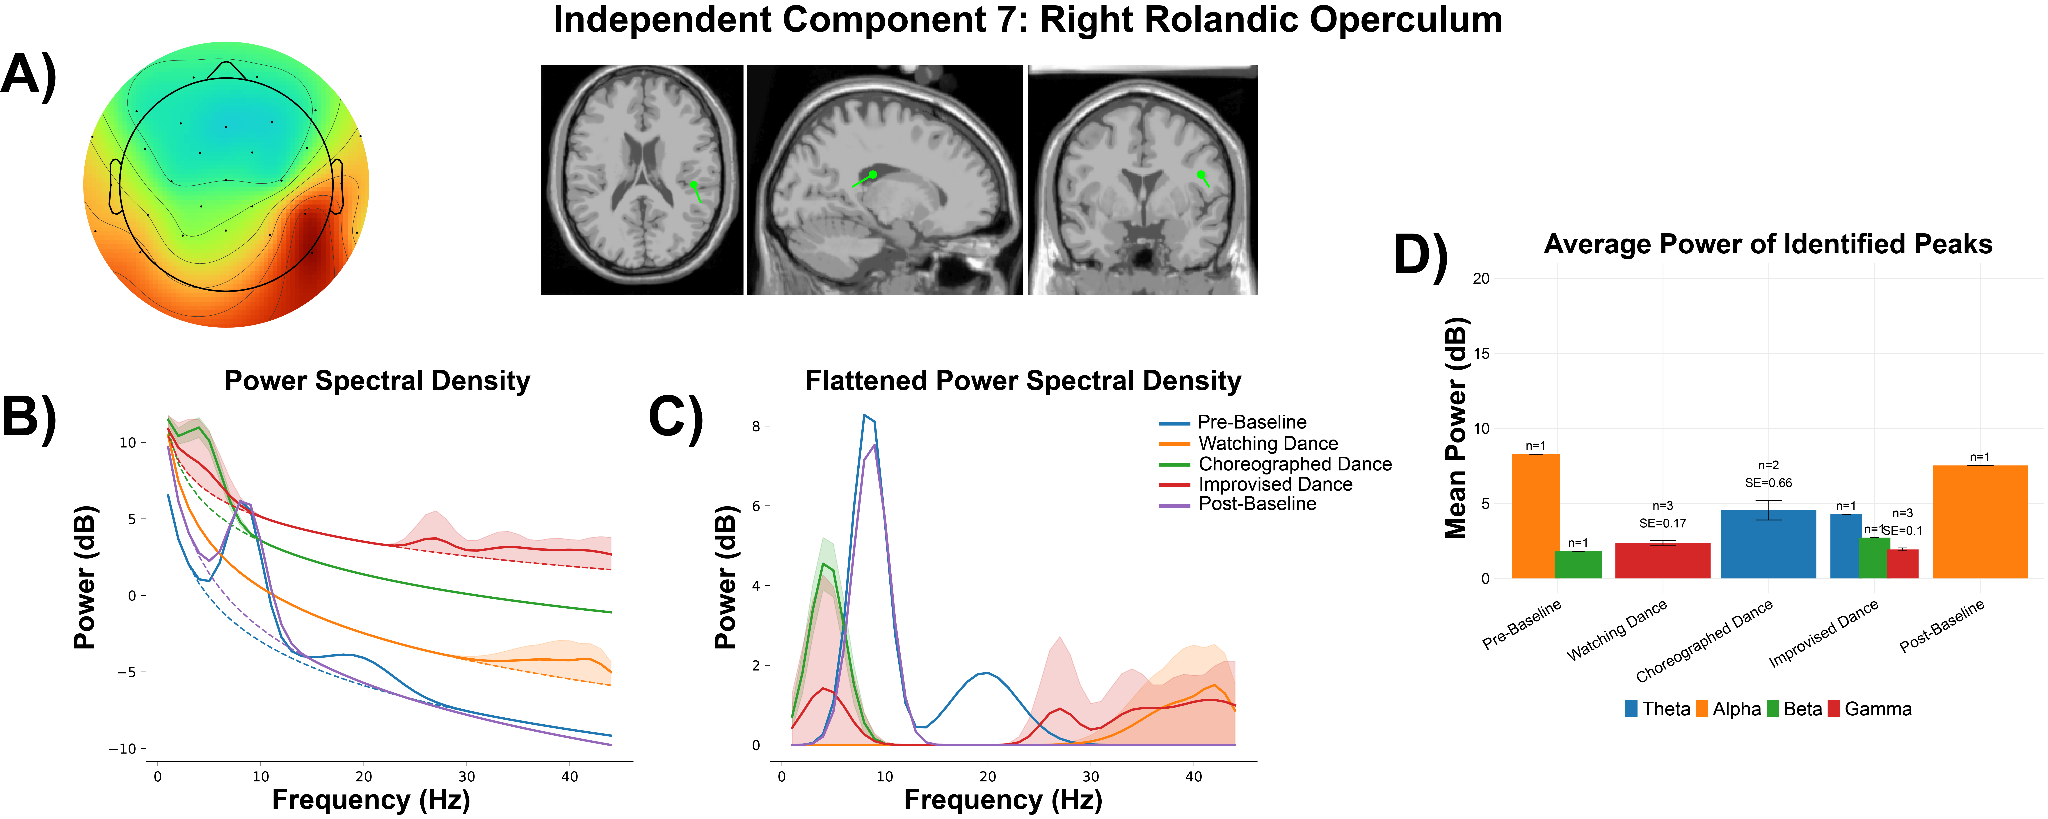 Independent Component 7: Right Rolandic Operculum
A)
B)
Power Spectral Density
Power (dB)
10
5
0
−5
−10
0
10
20
30
40
Frequency (Hz)
C)
Flattened Power Spectral Density
Power (dB)
8
6
4
2
0
0
10
20
30
40
Frequency (Hz)
Pre-Baseline
Watching Dance
Choreographed Dance
Improvised Dance
Post-Baseline
D)
Average Power of Identified Peaks
Mean Power (dB)
20
15
10
5
0
n=1
n=1
n=3
SE=0.17
n=2
SE=0.66
n=1
n=1
n=3
SE=0.1
n=1
Pre-Baseline
Watching Dance
Choreographed Dance
Improvised Dance
Post-Baseline
Theta
Alpha
Beta
Gamma